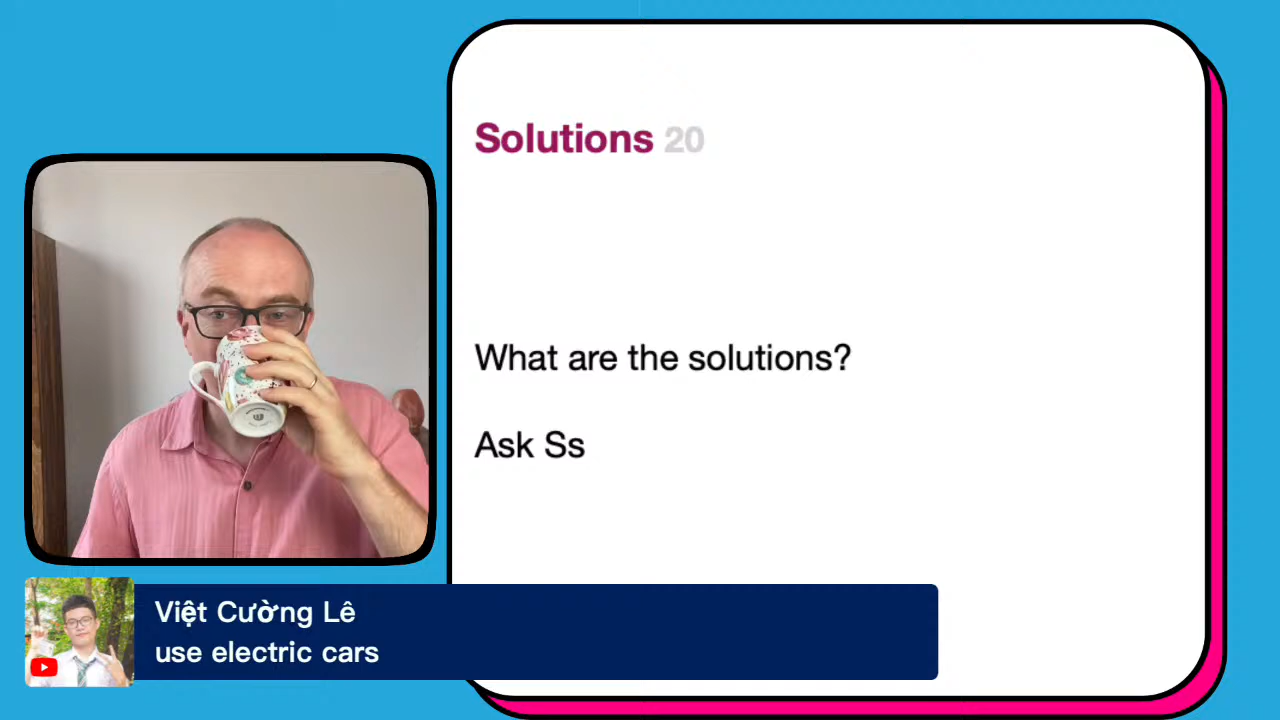 Solutions 20
What are the solutions?
Ask Ss
Việt Cường Lê
use electric cars